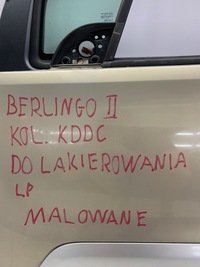 BERLINGO II
KOL. KDDC
DO LAKIEROWANIA
LP
MALOWANE